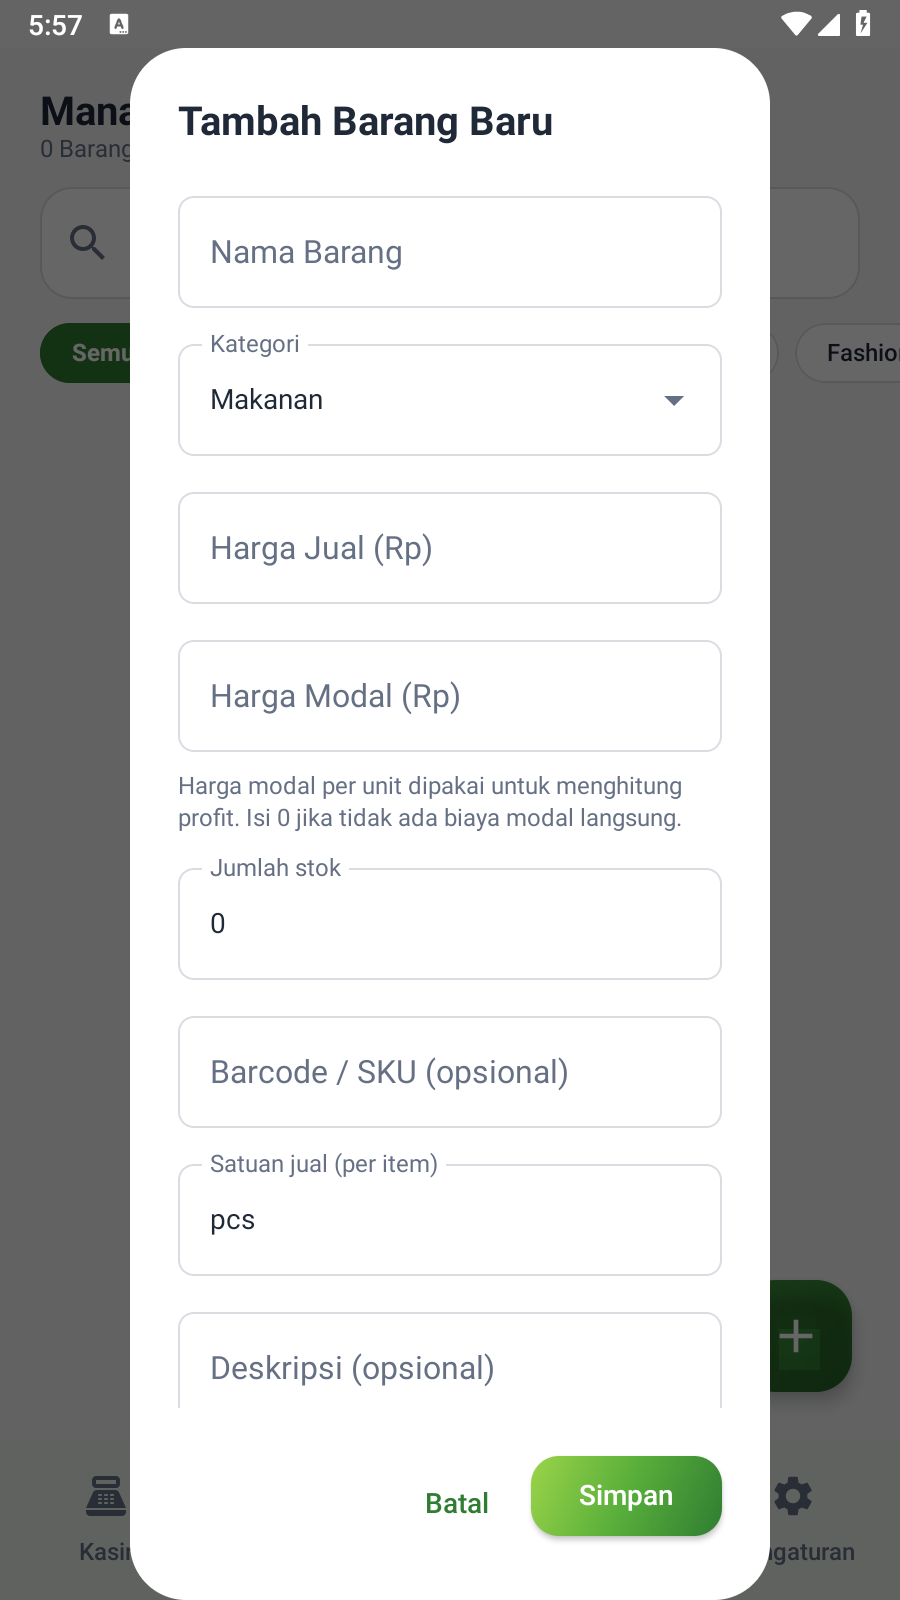 5:57
Mana
0 Barang
Tambah Barang Baru
Nama Barang
Semu
Fashio
Kategori
Makanan
Harga Jual (Rp)
Harga Modal (Rp)
Harga modal per unit dipakai untuk menghitung
profit. Isi 0 jika tidak ada biaya modal langsung.
Jumlah stok
0
Barcode / SKU (opsional)
Satuan jual (per item)
pcs
Deskripsi (opsional)
Batal
Simpan
Kasir
gaturan